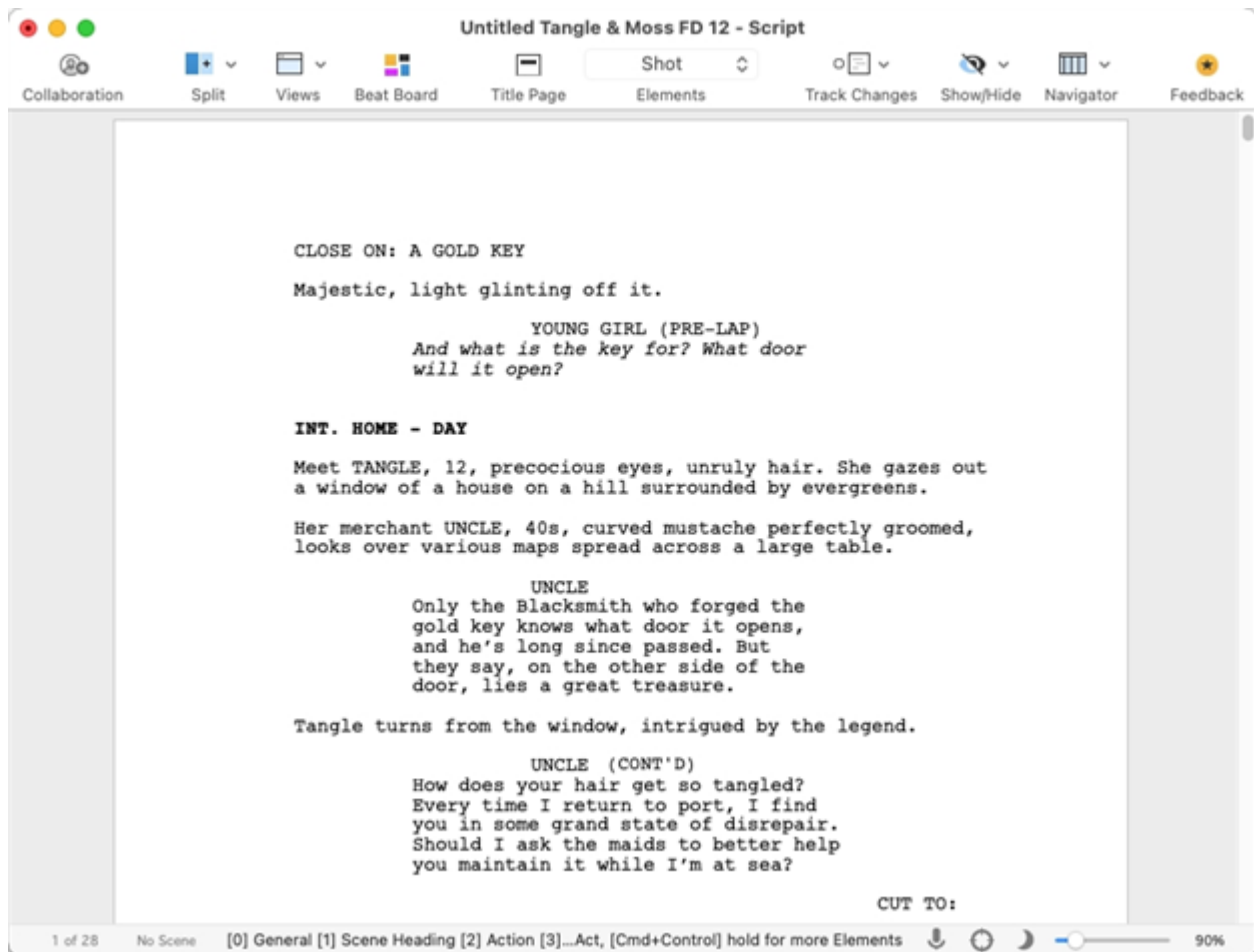 Untitled Tangle & Moss FD 12 - Script
Shot
Collaboration Split Views Beat Board Title Page Elements Track Changes Show/Hide Navigator Feedback
CLOSE ON: A GOLD KEY
Majestic, light glinting off it.
YOUNG GIRL (PRE-LAP)
And what is the key for? What door
will it open?
INT. HOME - DAY
Meet TANGLE, 12, precocious eyes, unruly hair. She gazes out
a window of a house on a hill surrounded by evergreens.
Her merchant UNCLE, 40s, curved mustache perfectly groomed,
looks over various maps spread across a large table.
UNCLE
Only the Blacksmith who forged the
gold key knows what door it opens,
and he's long since passed. But
they say, on the other side of the
door, lies a great treasure.
Tangle turns from the window, intrigued by the legend.
UNCLE (CONT'D)
How does your hair get so tangled?
Every time I return to port, I find
you in some grand state of disrepair.
Should I ask the maids to better help
you maintain it while I'm at sea?
CUT TO:
1 of 28 No Scene [0] General [1] Scene Heading [2] Action [3]...Act, [Cmd+Control] hold for more Elements 90%